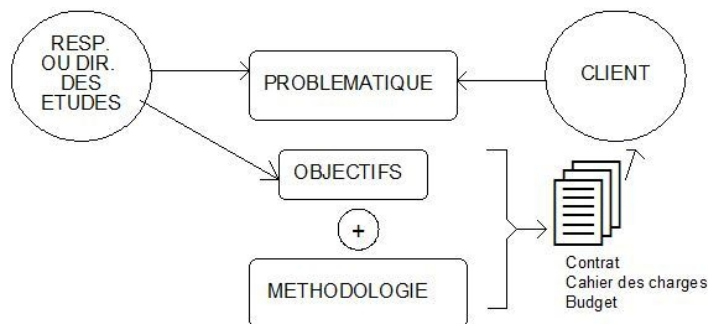 RESP.
OU DIR.
DES
ETUDES
PROBLEMATIQUE
CLIENT
OBJECTIFS
+
METHODOLOGIE
Contrat
Cahier des charges
Budget